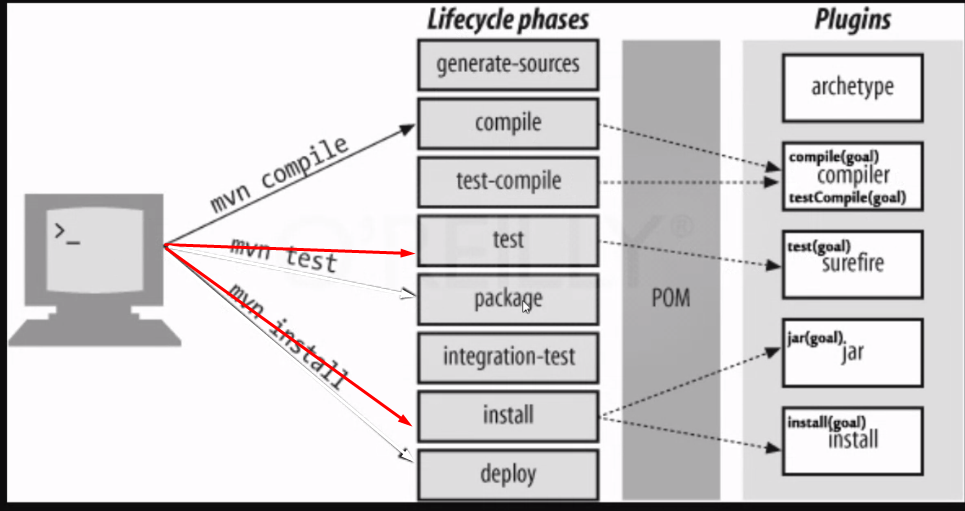 Lifecycle phases
Plugins
generate-sources
compile
test-compile
test
package
integration-test
install
deploy
mvn compile
mvn test
mvn install
>_
O'REILLY®
POM
archetype
compile(goal)
compiler
testCompile(goal)
test(goal)
surefire
jar(goal).
jar
install(goal)
install